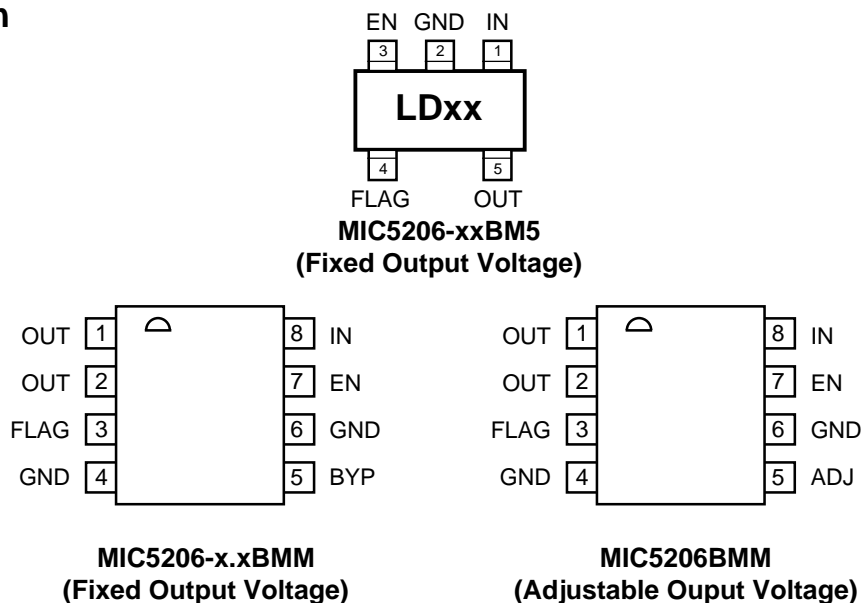 EN GND IN
3 2 1
LDxx
4 5
FLAG OUT
MIC5206-xxBM5
(Fixed Output Voltage)
OUT 1 8 IN
OUT 2 7 EN
FLAG 3 6 GND
GND 4 5 BYP
MIC5206-x.xBMM
(Fixed Output Voltage)
OUT 1 8 IN
OUT 2 7 EN
FLAG 3 6 GND
GND 4 5 ADJ
MIC5206BMM
(Adjustable Ouput Voltage)